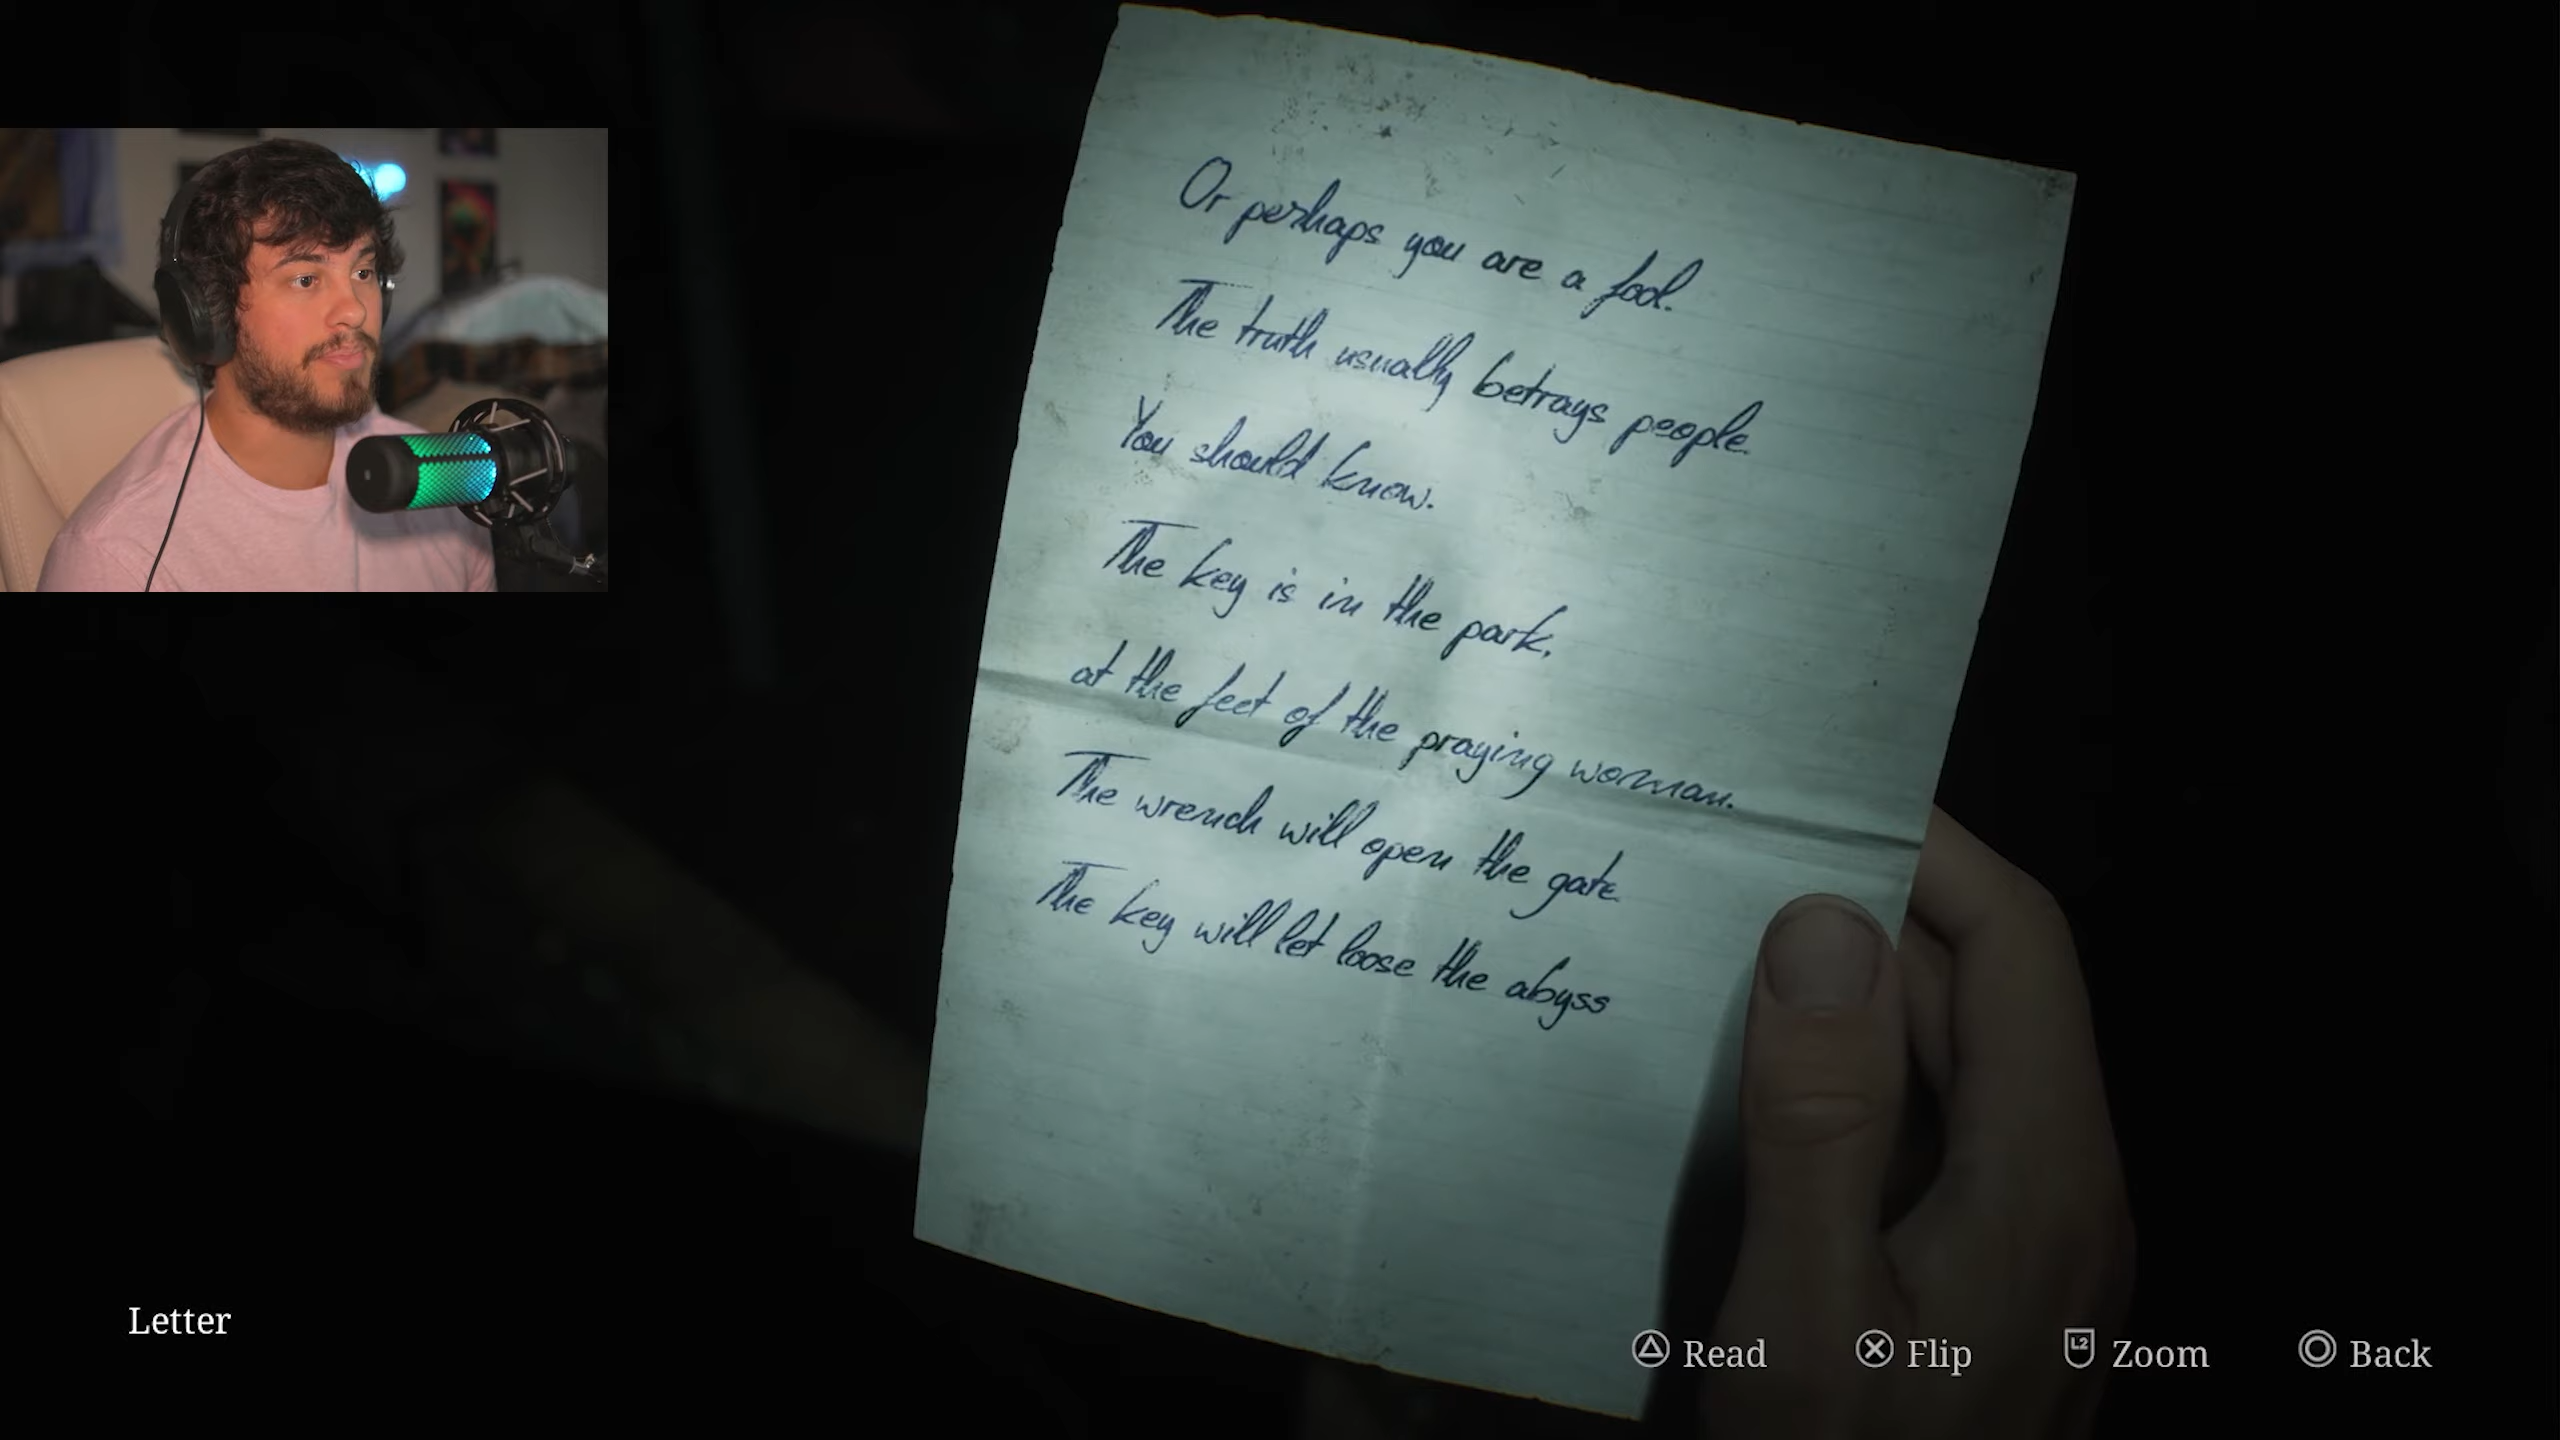 Or perhaps you are a fool.
The truth usually betrays people.
You should know.
The key is in the park,
at the feet of the praying woman.
The wrench will open the gate.
The key will let loose the abyss
Letter
Read Flip L2 Zoom Back